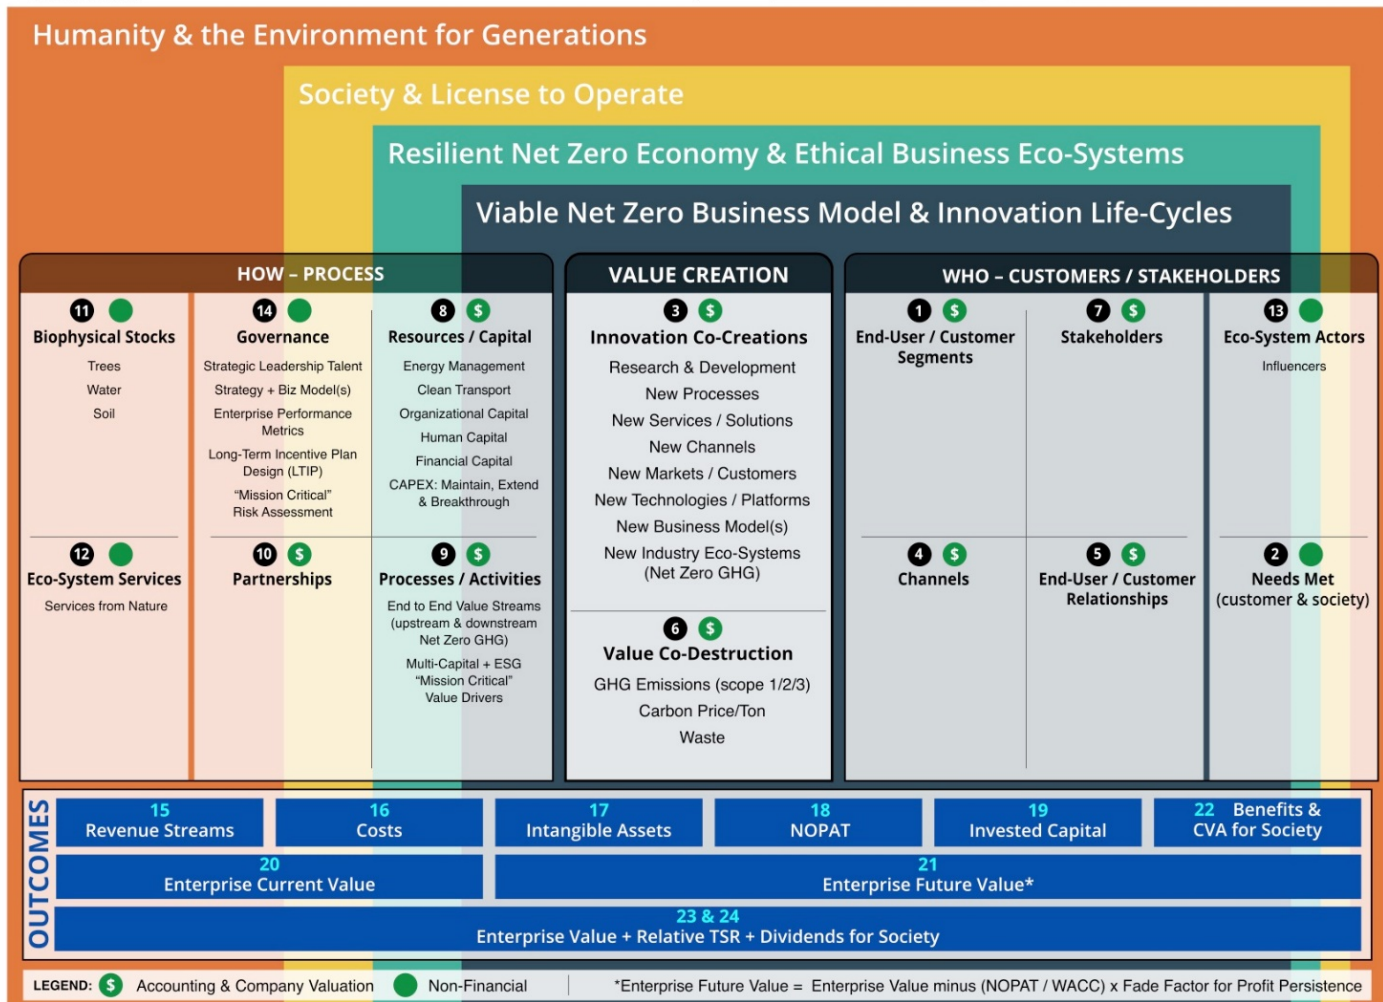 Humanity & the Environment for Generations
Society & License to Operate
Resilient Net Zero Economy & Ethical Business Eco-Systems
Viable Net Zero Business Model & Innovation Life-Cycles
HOW – PROCESS
11
Biophysical Stocks
Trees
Water
Soil
12
Eco-System Services
Services from Nature
14
Governance
Strategic Leadership Talent
Strategy + Biz Model(s)
Enterprise Performance
Metrics
Long-Term Incentive Plan
Design (LTIP)
“Mission Critical”
Risk Assessment
10 $
Partnerships
8 $
Resources / Capital
Energy Management
Clean Transport
Organizational Capital
Human Capital
Financial Capital
CAPEX: Maintain, Extend
& Breakthrough
9 $
Processes / Activities
End to End Value Streams
(upstream & downstream
Net Zero GHG)
Multi-Capital + ESG
“Mission Critical”
Value Drivers
VALUE CREATION
3 $
Innovation Co-Creations
Research & Development
New Processes
New Services / Solutions
New Channels
New Markets / Customers
New Technologies / Platforms
New Business Model(s)
New Industry Eco-Systems
(Net Zero GHG)
6 $
Value Co-Destruction
GHG Emissions (scope 1/2/3)
Carbon Price/Ton
Waste
WHO – CUSTOMERS / STAKEHOLDERS
1 $
End-User / Customer
Segments
7 $
Stakeholders
13
Eco-System Actors
Influencers
4 $
Channels
5 $
End-User / Customer
Relationships
2
Needs Met
(customer & society)
OUTCOMES
15
Revenue Streams
16
Costs
17
Intangible Assets
18
NOPAT
19
Invested Capital
22 Benefits &
CVA for Society
20
Enterprise Current Value
21
Enterprise Future Value*
23 & 24
Enterprise Value + Relative TSR + Dividends for Society
LEGEND: $ Accounting & Company Valuation Non-Financial *Enterprise Future Value = Enterprise Value minus (NOPAT / WACC) x Fade Factor for Profit Persistence